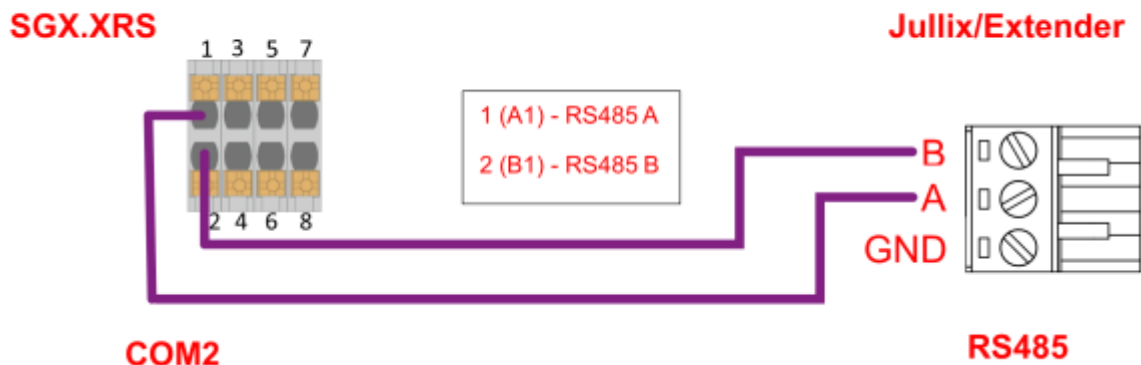 SGX.XRS
Jullix/Extender
1 3 5 7
1 (A1) - RS485 A
2 (B1) - RS485 B
B
A
2 4 6 8
GND
COM2
RS485